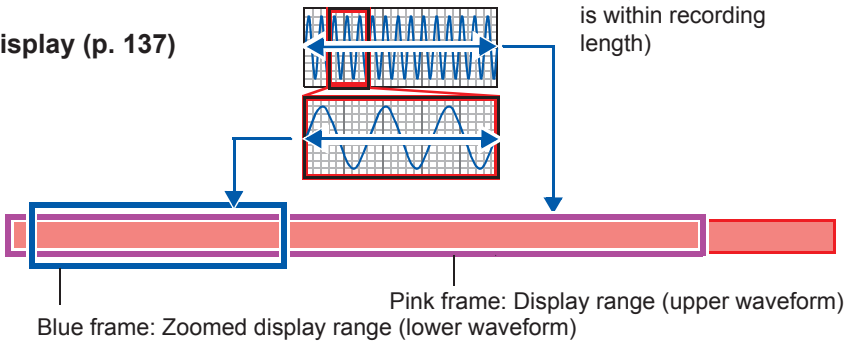 is within recording
length)
isplay (p. 137)
Pink frame: Display range (upper waveform)
Blue frame: Zoomed display range (lower waveform)